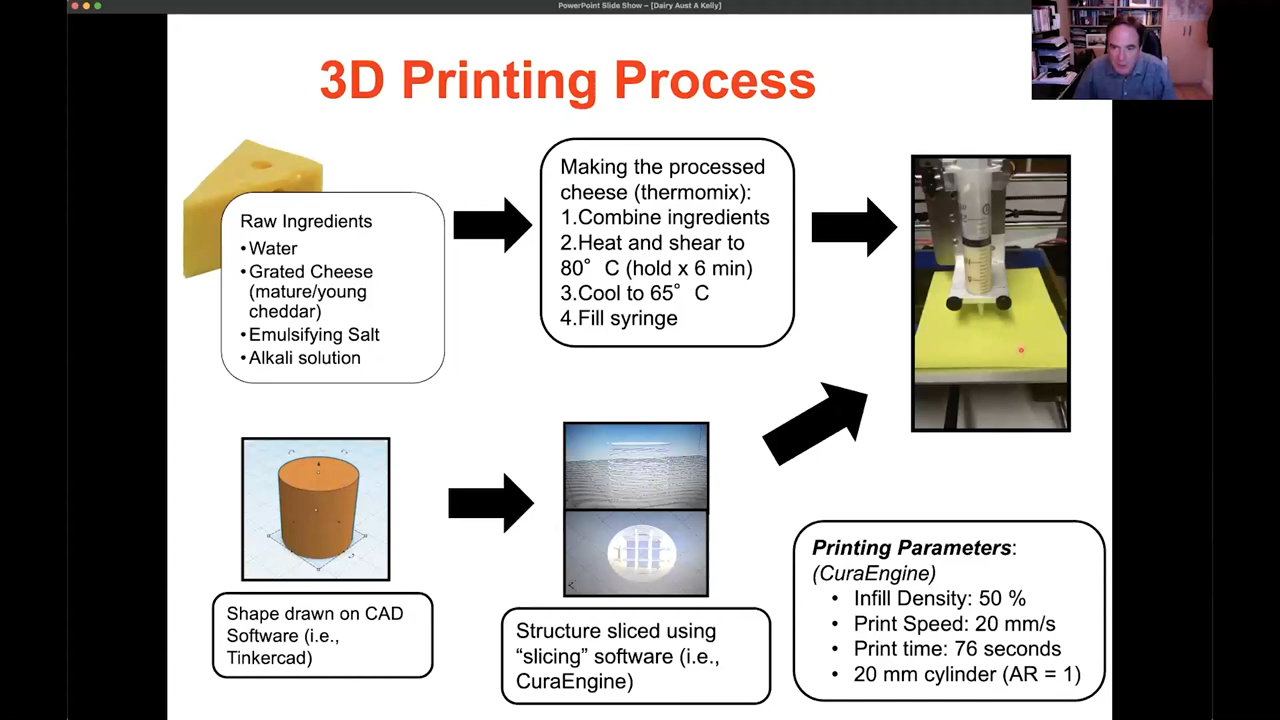 PowerPoint Slide Show – [Dairy Aust A Kelly]
3D Printing Process
Raw Ingredients
•Water
•Grated Cheese
(mature/young
cheddar)
•Emulsifying Salt
•Alkali solution
Making the processed
cheese (thermomix):
1.Combine ingredients
2.Heat and shear to
80° C (hold x 6 min)
3.Cool to 65° C
4.Fill syringe
Shape drawn on CAD
Software (i.e.,
Tinkercad)
Structure sliced using
“slicing” software (i.e.,
CuraEngine)
Printing Parameters:
(CuraEngine)
• Infill Density: 50 %
• Print Speed: 20 mm/s
• Print time: 76 seconds
• 20 mm cylinder (AR = 1)